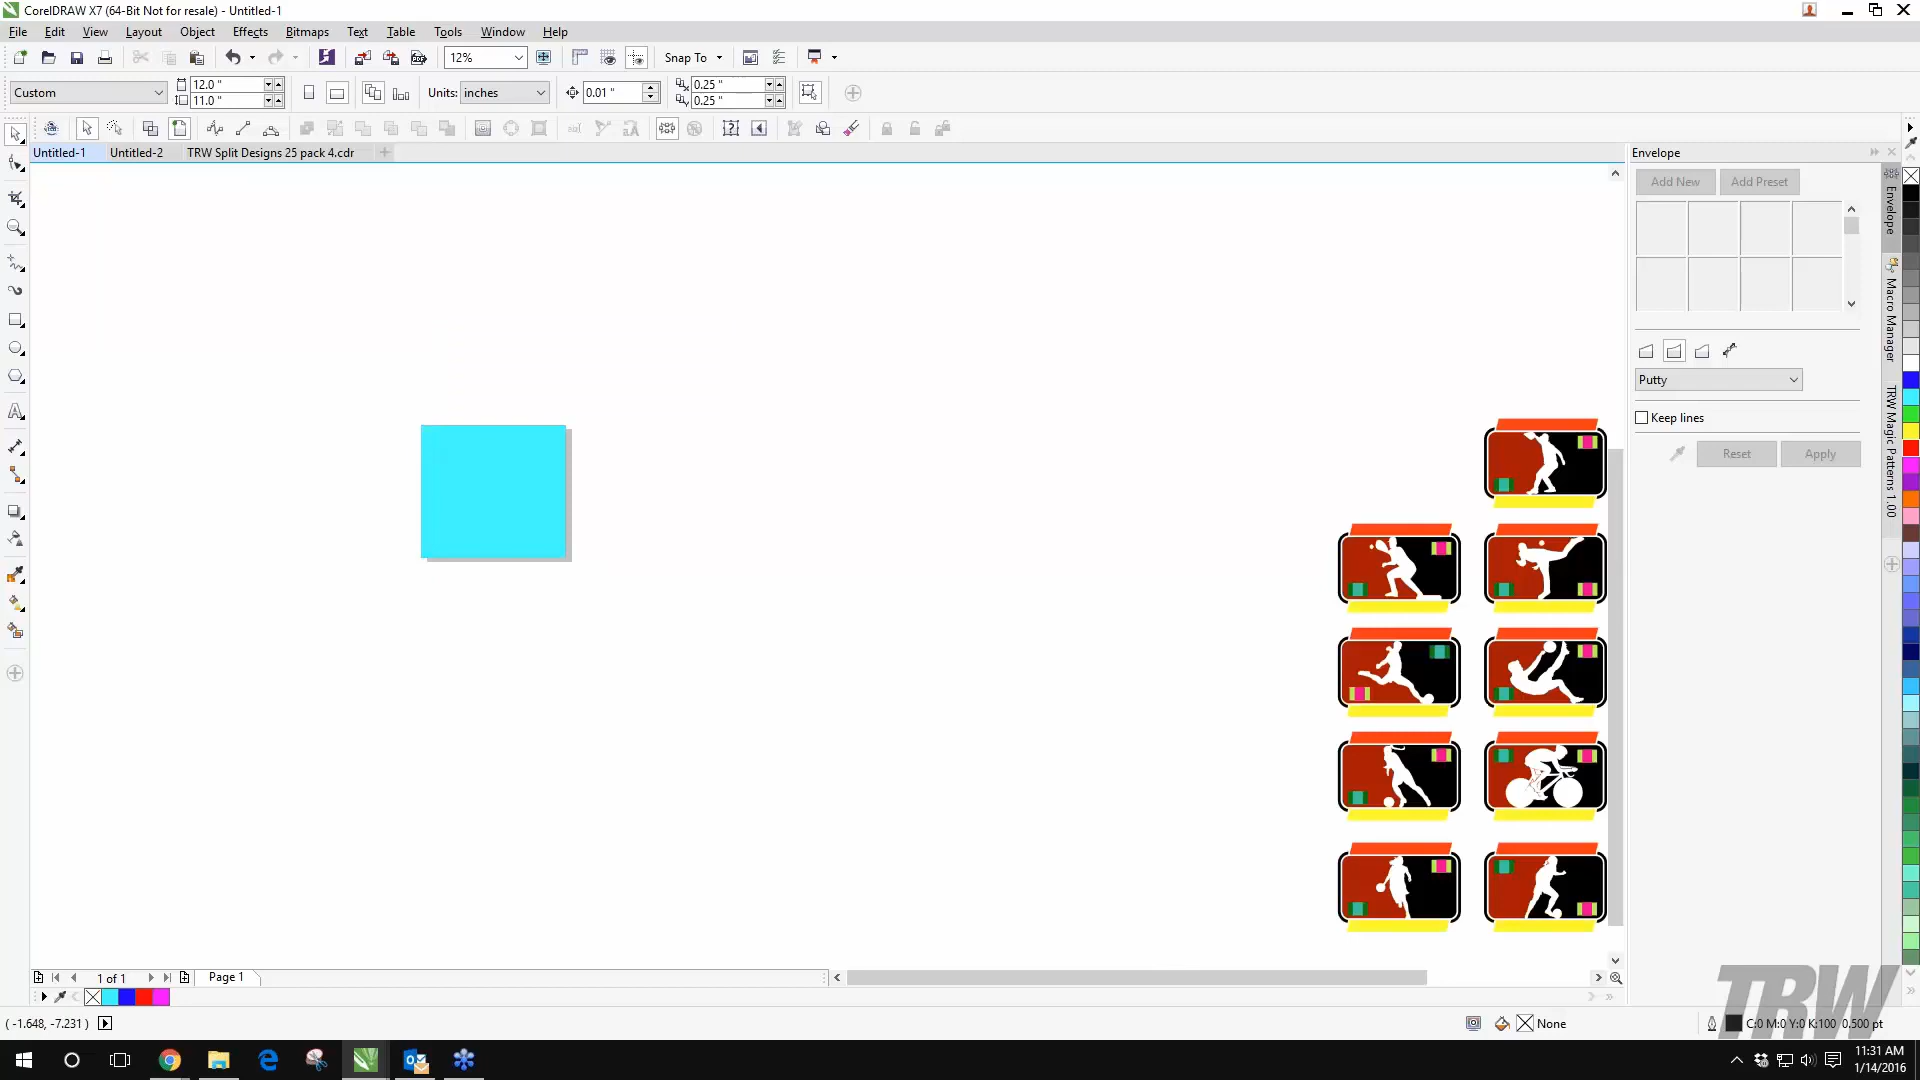 CorelDRAW X7 (64-Bit Not for resale) - Untitled-1
File Edit View Layout Object Effects Bitmaps Text Table Tools Window Help
12% Snap To
Custom 12.0 " 11.0 " Units: inches 0.01 " 0.25 " 0.25 "
Untitled-1 Untitled-2 TRW Split Designs 25 pack 4.cdr
Envelope
Add New Add Preset
Putty
Keep lines
Reset Apply
Envelope
Macro Manager
TRW Magic Patterns 1.00
1 of 1 Page 1
( -1.648, -7.231 ) None C:0 M:0 Y:0 K:100 0.500 pt
TRW
11:31 AM
1/14/2016